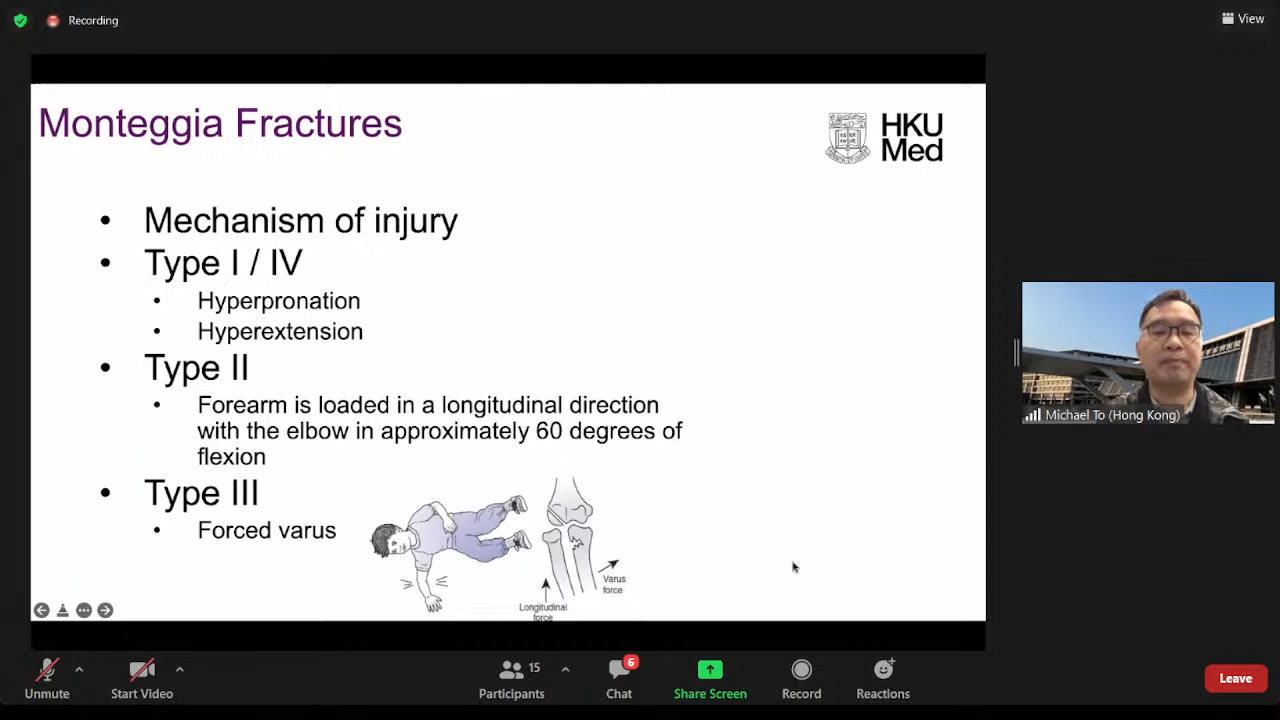 Recording
View
Monteggia Fractures
HKU
Med
• Mechanism of injury
• Type I / IV
• Hyperpronation
• Hyperextension
• Type II
• Forearm is loaded in a longitudinal direction
with the elbow in approximately 60 degrees of
flexion
• Type III
• Forced varus
Varus
force
Longitudinal
force
Michael To (Hong Kong)
Unmute
Start Video
15
Participants
6
Chat
Share Screen
Record
Reactions
Leave